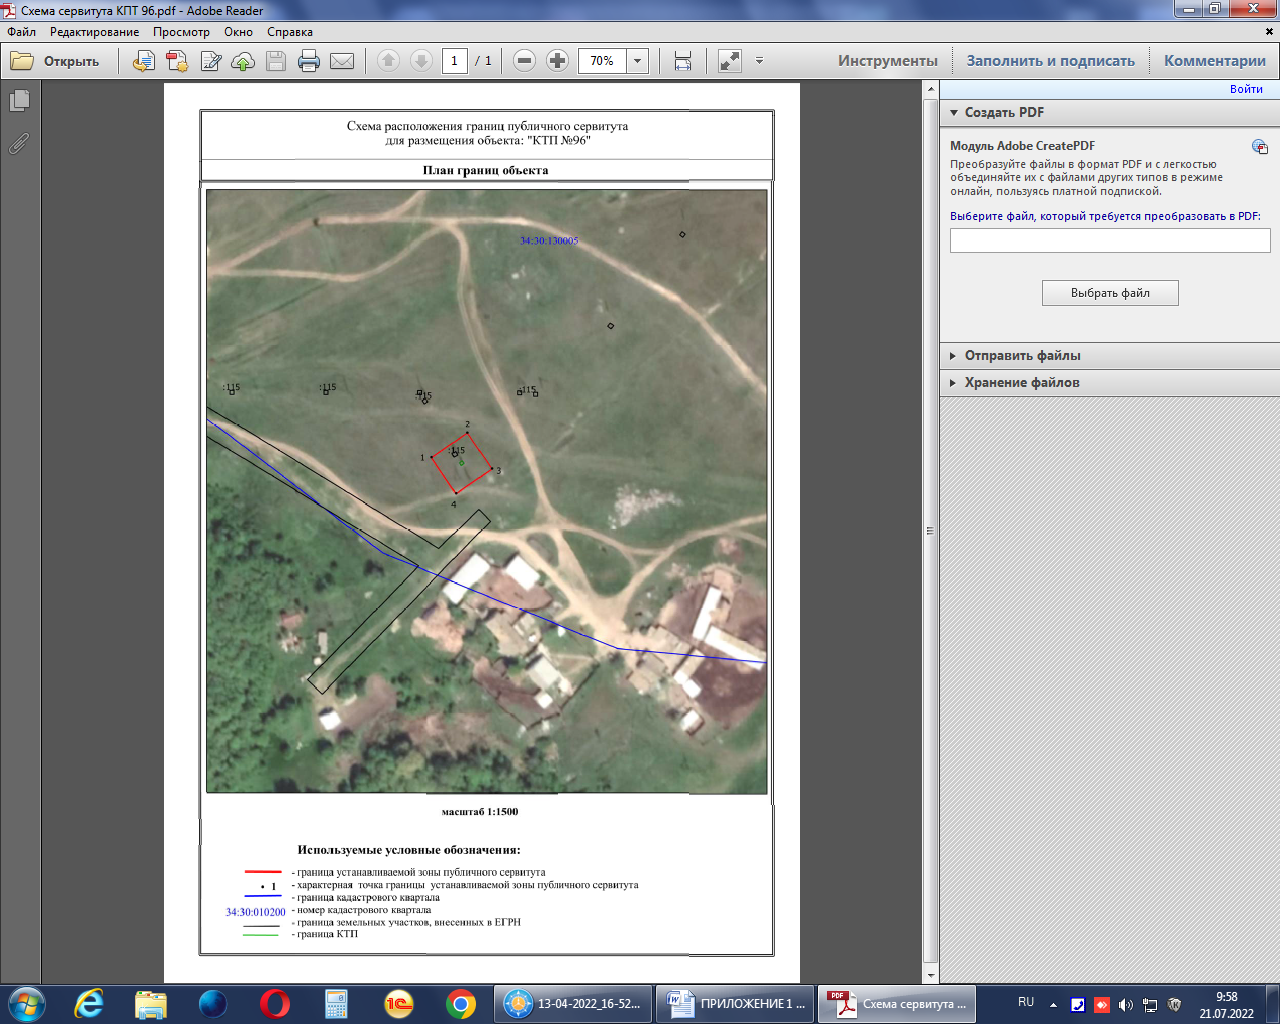 Схема сервитута КПТ 96.pdf - Adobe Reader
Файл Редактирование Просмотр Окно Справка
Открыть 1 / 1 70% Инструменты Заполнить и подписать Комментарии
Войти
Создать PDF
Модуль Adobe CreatePDF
Преобразуйте файлы в формат PDF и с легкостью
объединяйте их с файлами других типов в режиме
онлайн, пользуясь платной подпиской.
Выберите файл, который требуется преобразовать в PDF:
Выбрать файл
Отправить файлы
Хранение файлов
Схема расположения границ публичного сервитута
для размещения объекта: "КТП №96"
План границ объекта
34:30:130005
:115 :115 :115 :115
2
1 :115
3
4
масштаб 1:1500
Используемые условные обозначения:
- граница устанавливаемой зоны публичного сервитута
• 1 - характерная точка границы устанавливаемой зоны публичного сервитута
- граница кадастрового квартала
34:30:010200 - номер кадастрового квартала
- граница земельных участков, внесенных в ЕГРН
- граница КТП
13-04-2022_16-52... ПРИЛОЖЕНИЕ 1 ... Схема сервитута ... RU 9:58
21.07.2022